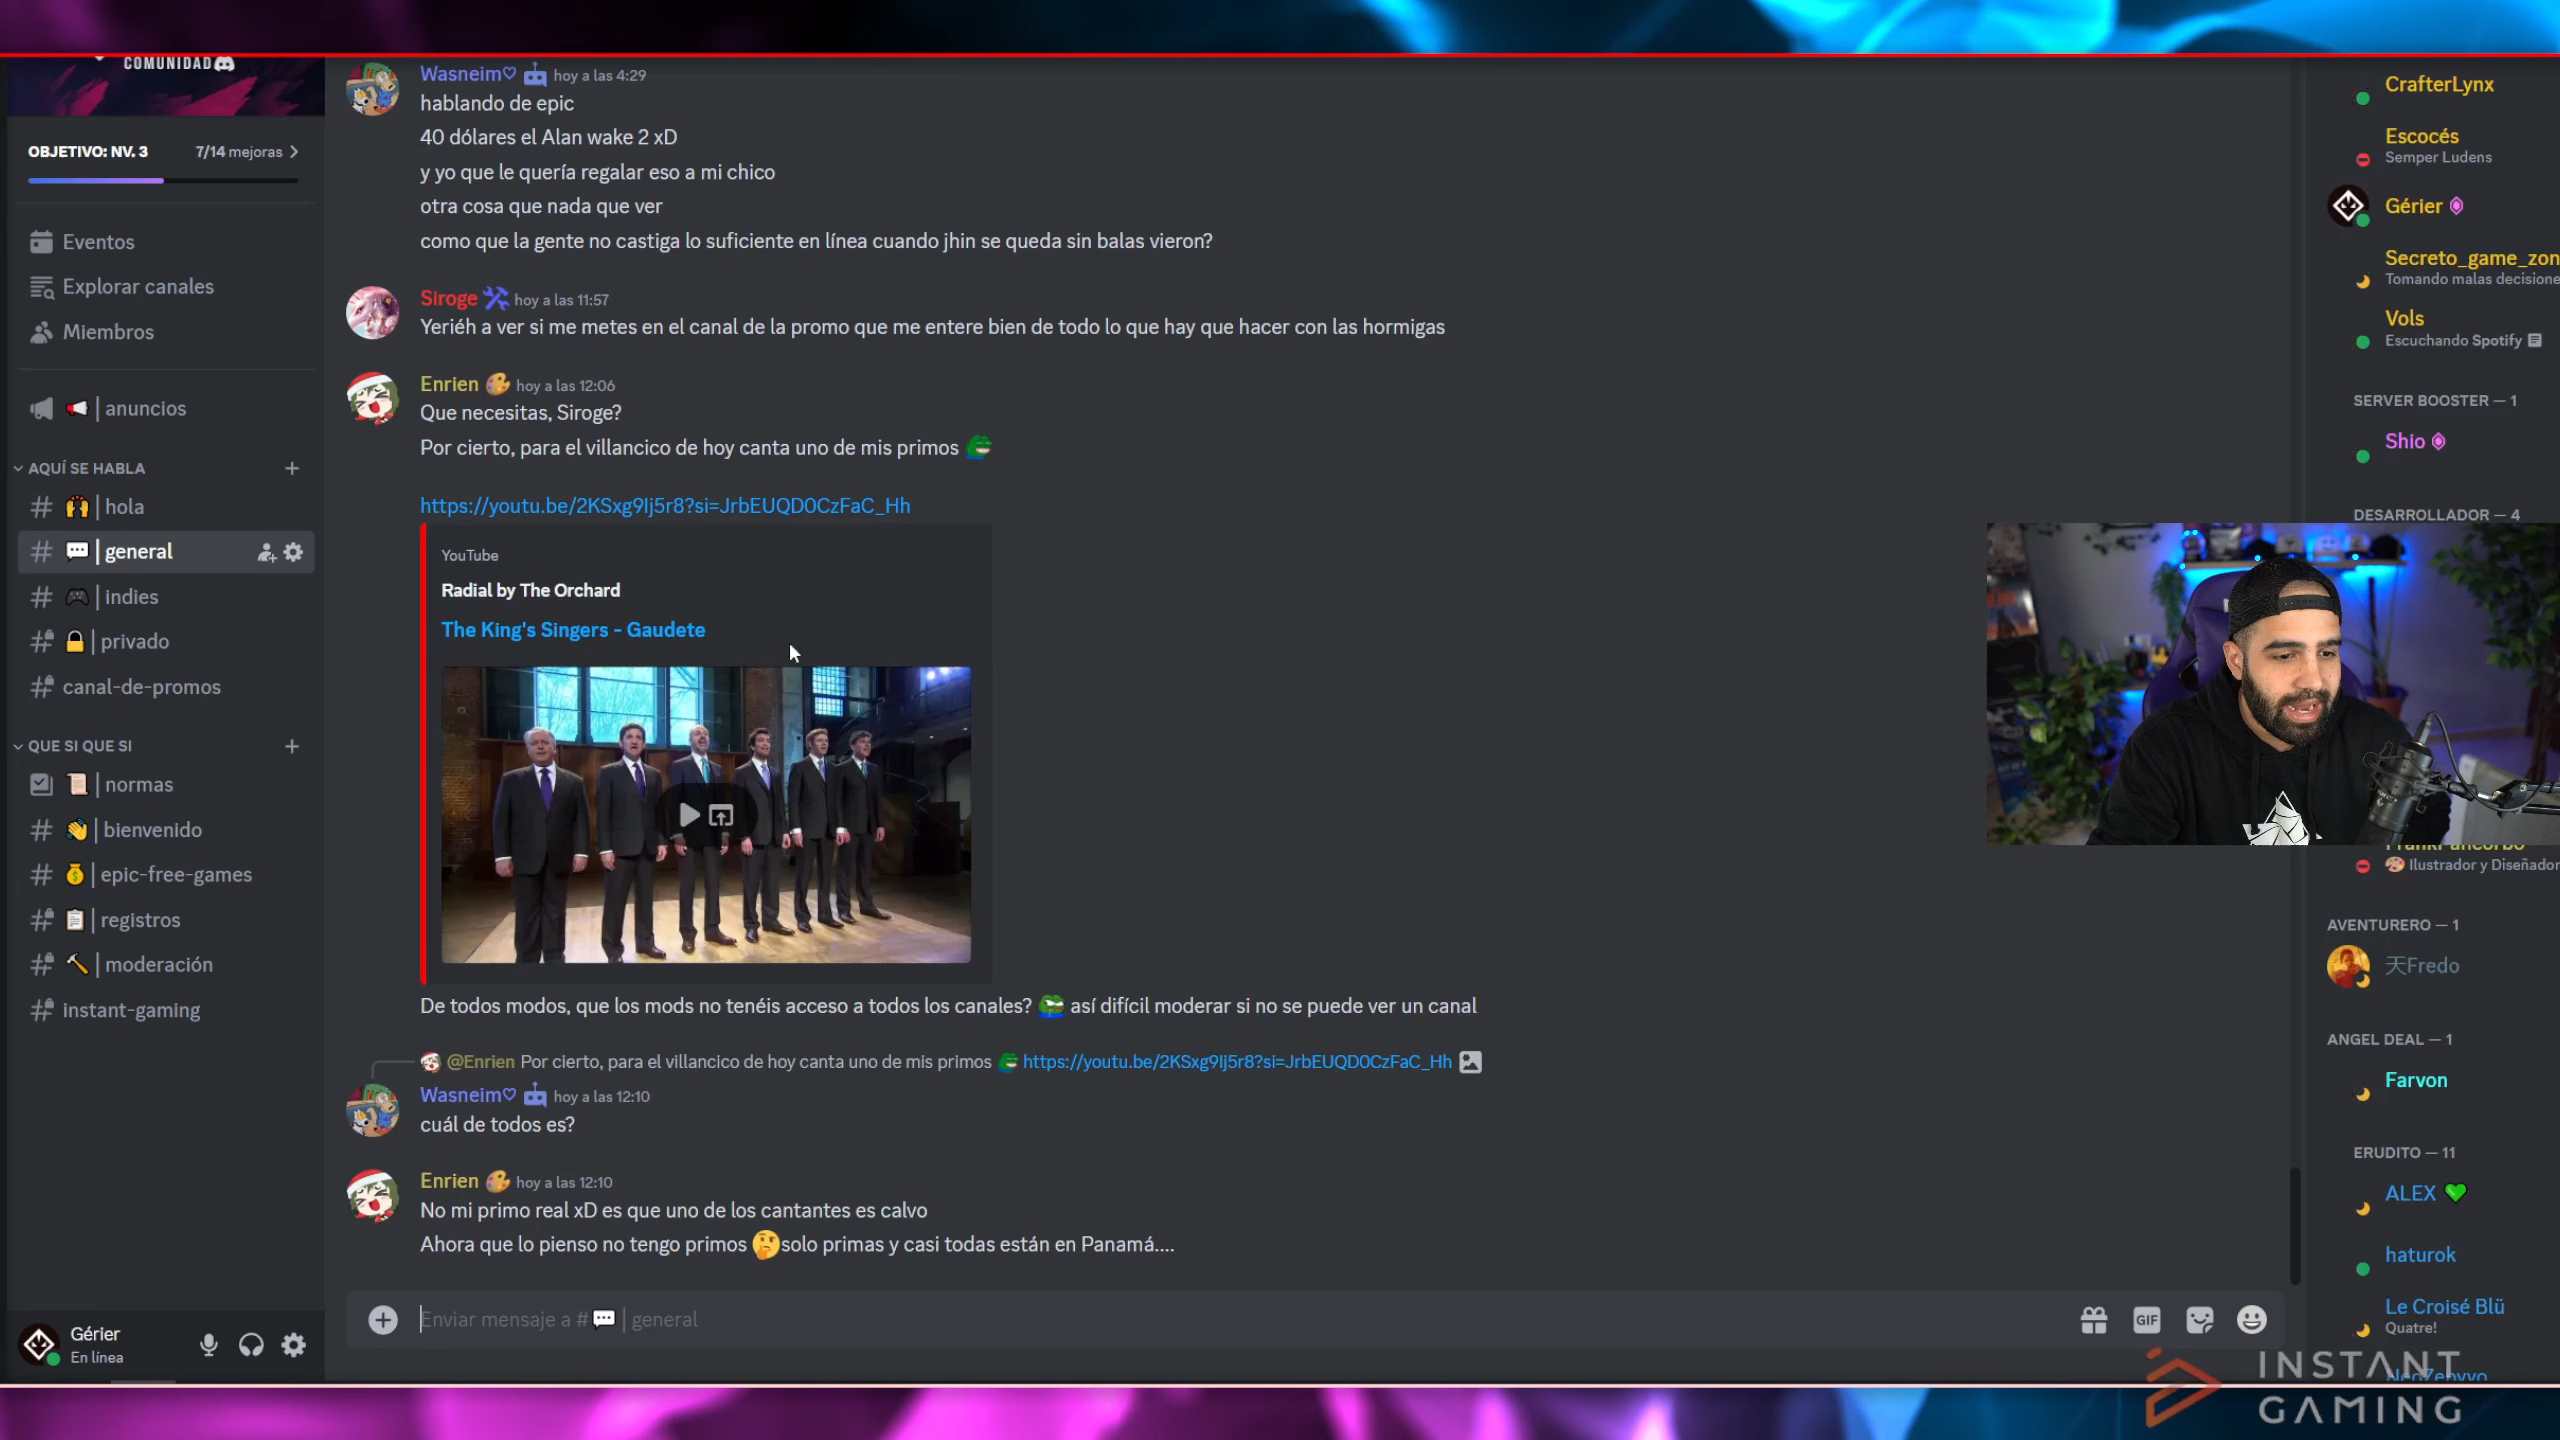 COMUNIDAD
OBJETIVO: NV. 3
7/14 mejoras
Eventos
Explorar canales
Miembros
anuncios
AQUÍ SE HABLA
hola
general
indies
privado
canal-de-promos
QUE SI QUE SI
normas
bienvenido
epic-free-games
registros
moderación
instant-gaming
Gérier
En línea
Wasneim♡ hoy a las 4:29
hablando de epic
40 dólares el Alan wake 2 xD
y yo que le quería regalar eso a mi chico
otra cosa que nada que ver
como que la gente no castiga lo suficiente en línea cuando jhin se queda sin balas vieron?
Siroge hoy a las 11:57
Yeriéh a ver si me metes en el canal de la promo que me entere bien de todo lo que hay que hacer con las hormigas
Enrien hoy a las 12:06
Que necesitas, Siroge?
Por cierto, para el villancico de hoy canta uno de mis primos
https://youtu.be/2KSxg9Ij5r8?si=JrbEUQD0CzFaC_Hh
YouTube
Radial by The Orchard
The King's Singers - Gaudete
De todos modos, que los mods no tenéis acceso a todos los canales? así difícil moderar si no se puede ver un canal
@Enrien Por cierto, para el villancico de hoy canta uno de mis primos https://youtu.be/2KSxg9Ij5r8?si=JrbEUQD0CzFaC_Hh
Wasneim♡ hoy a las 12:10
cuál de todos es?
Enrien hoy a las 12:10
No mi primo real xD es que uno de los cantantes es calvo
Ahora que lo pienso no tengo primos 🤔solo primas y casi todas están en Panamá....
Enviar mensaje a # | general
GIF
CrafterLynx
Escocés
Semper Ludens
Gérier
Secreto_game_zon
Tomando malas decisione
Vols
Escuchando Spotify
SERVER BOOSTER — 1
Shio
DESARROLLADOR — 4
Ilustrador y Diseñador
AVENTURERO — 1
天Fredo
ANGEL DEAL — 1
Farvon
ERUDITO — 11
ALEX
haturok
Le Croisé Blü
Quatre!
INSTANT
GAMING